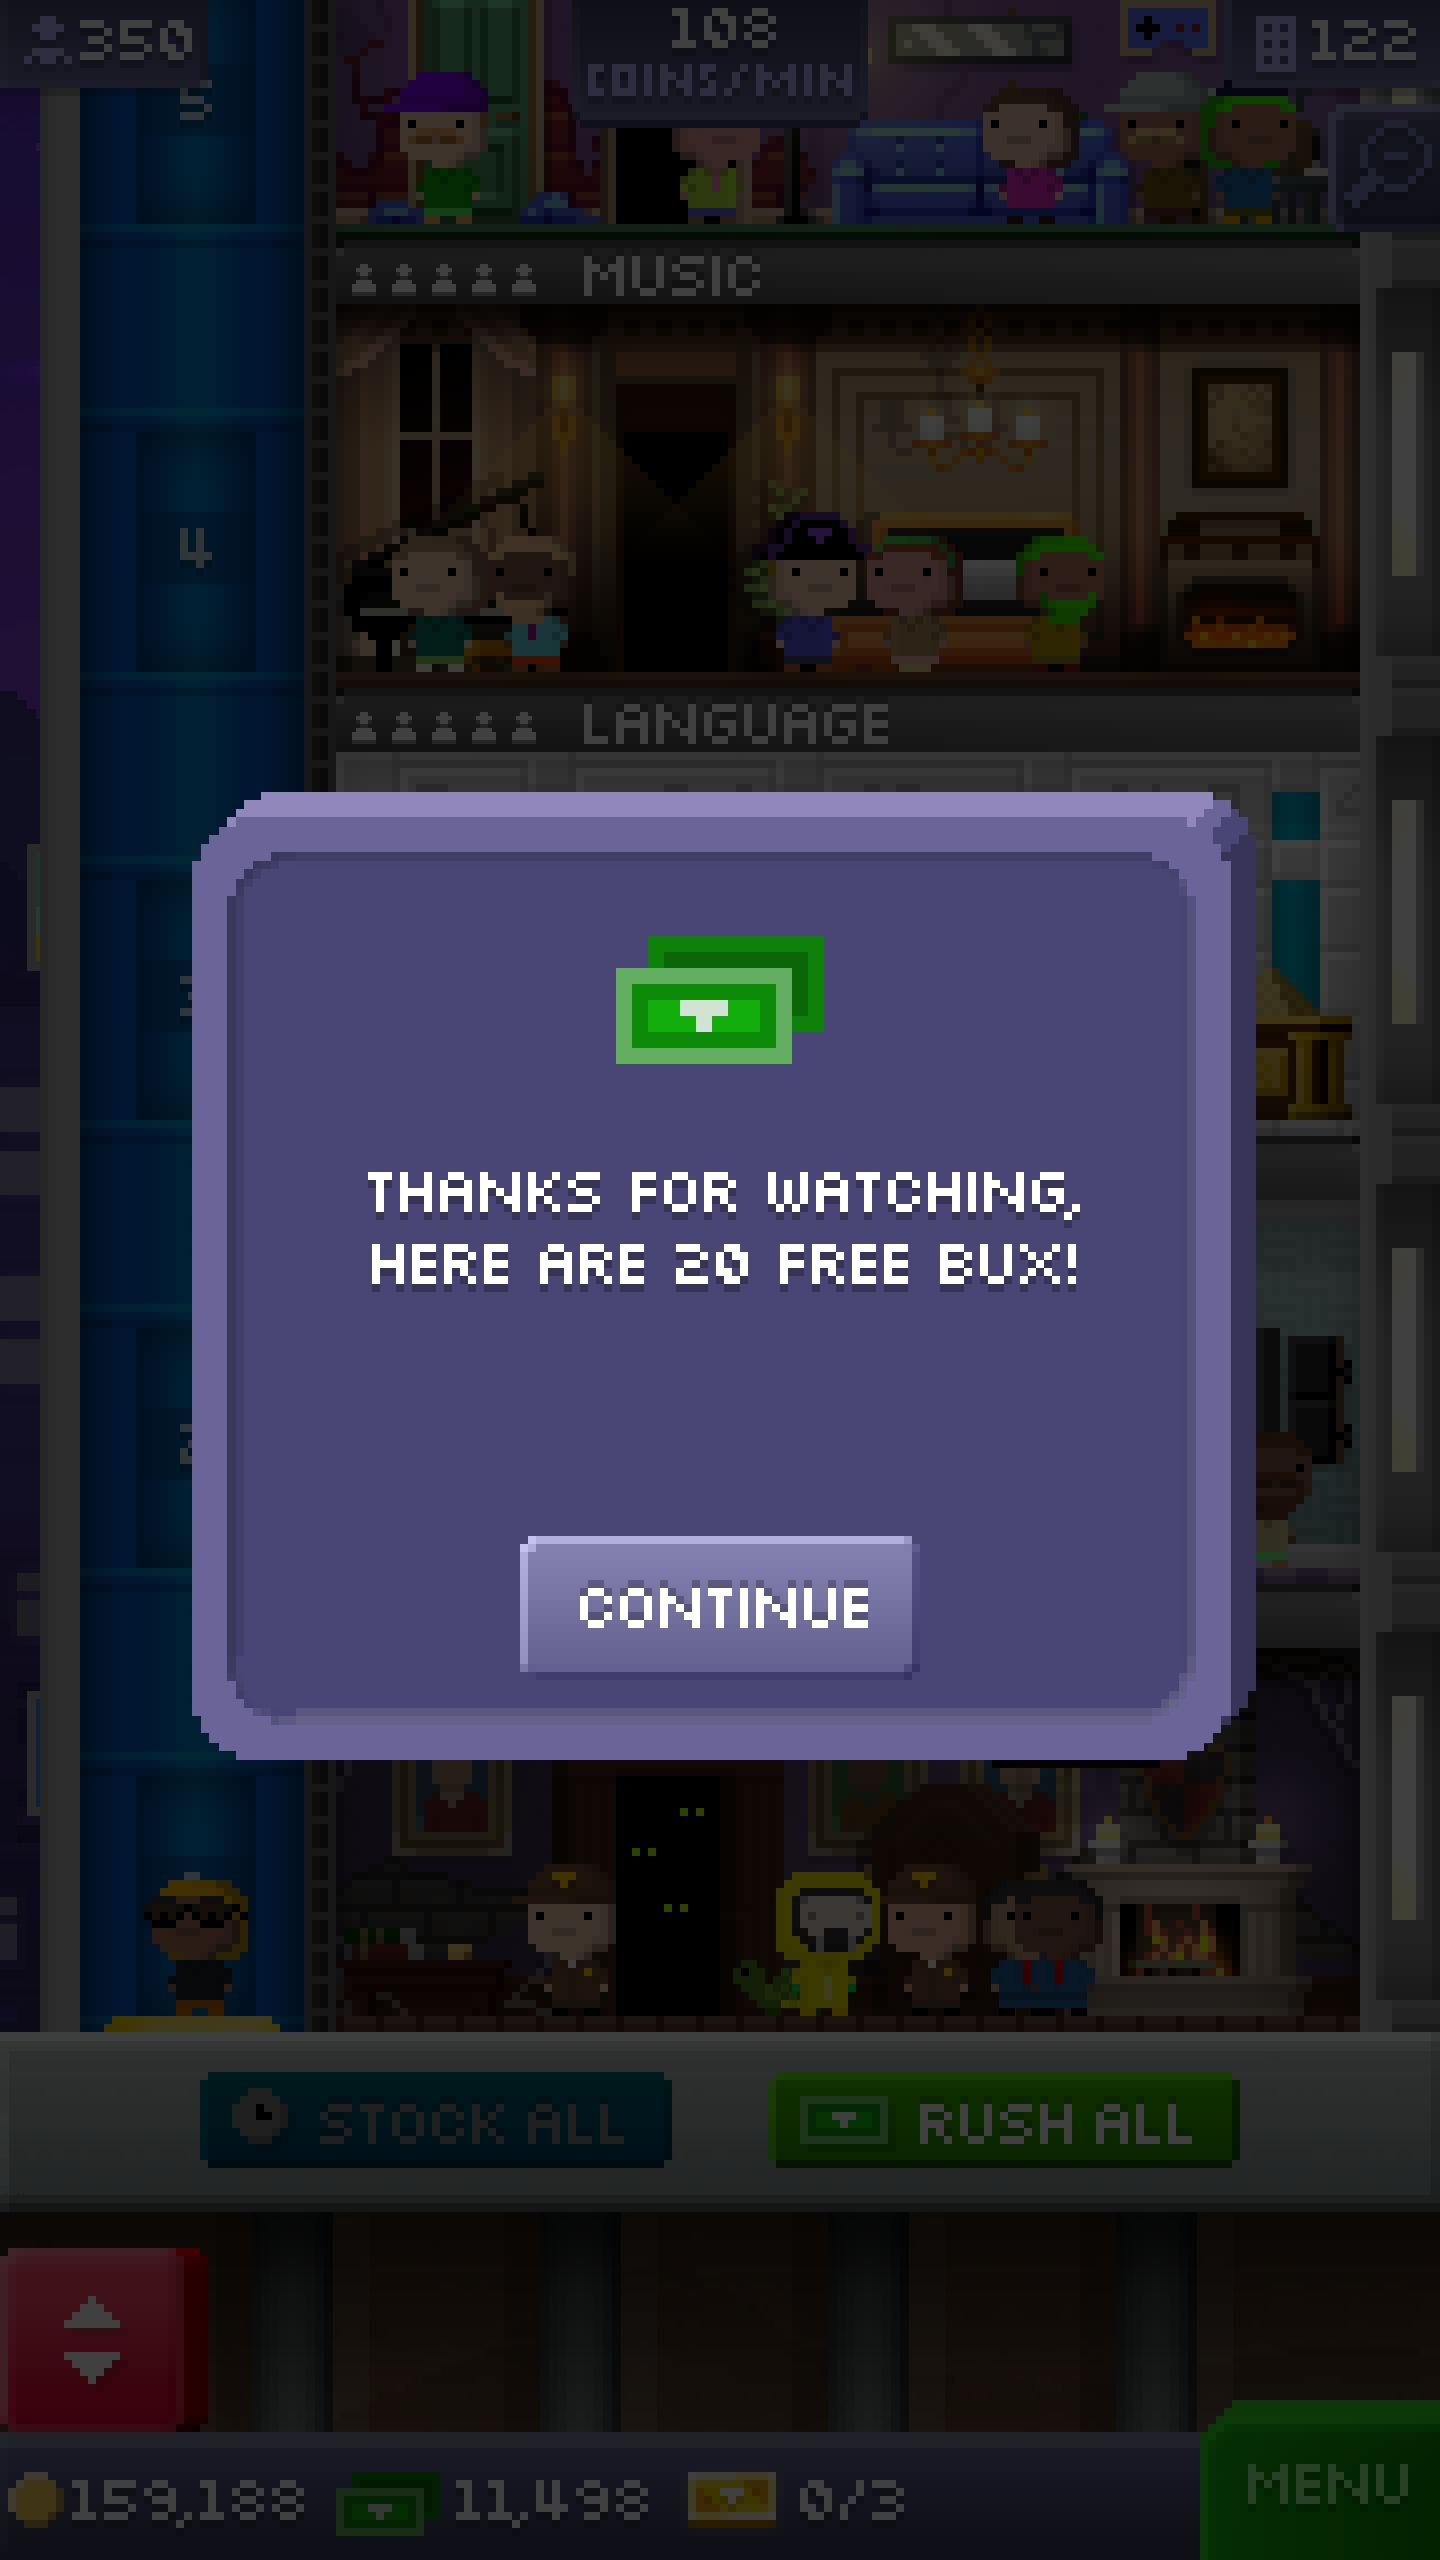 350
108
COINS/MIN
122
5
MUSIC
4
LANGUAGE
THANKS FOR WATCHING,
HERE ARE 20 FREE BUX!
CONTINUE
STOCK ALL
RUSH ALL
159,188
11,498
0/3
MENU